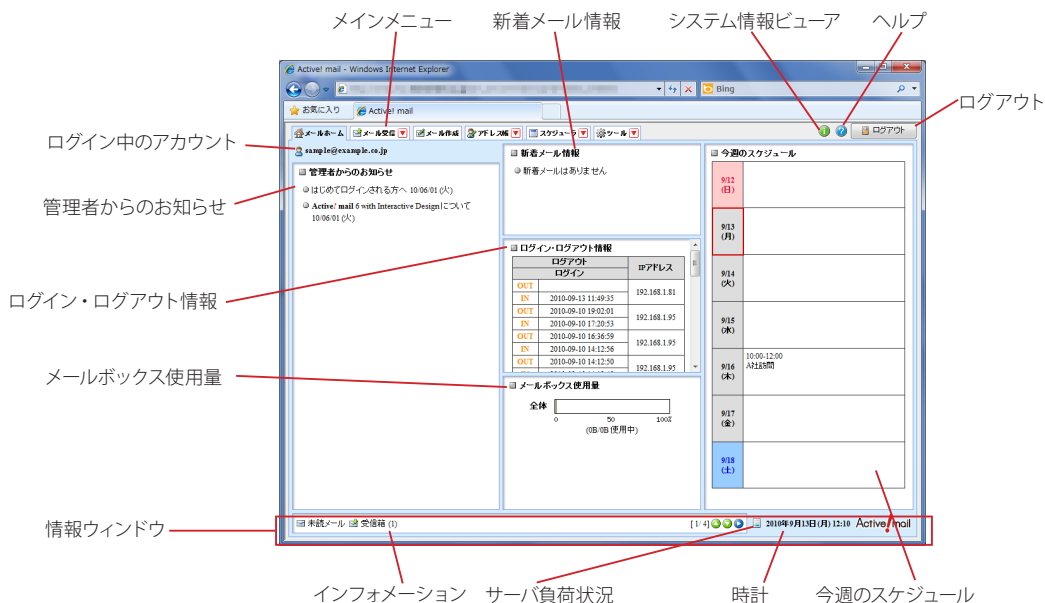 メインメニュー
新着メール情報
システム情報ビューア
ヘルプ
ログアウト
ログイン中のアカウント
管理者からのお知らせ
ログイン・ログアウト情報
メールボックス使用量
情報ウィンドウ
Active! mail - Windows Internet Explorer
Bing
お気に入り
Active! mail
メールホーム メール受信 メール作成 アドレス帳 スケジューラ ツール
ログアウト
sample@example.co.jp
管理者からのお知らせ
はじめてログインされる方へ 10/06/01 (火)
Active! mail 6 with Interactive Designについて
10/06/01 (火)
新着メール情報
新着メールはありません
ログイン・ログアウト情報
ログアウト
ログイン
IPアドレス
OUT
IN 2010-09-13 11:49:35
192.168.1.81
OUT 2010-09-10 19:02:01
IN 2010-09-10 17:20:53
192.168.1.95
OUT 2010-09-10 16:36:59
IN 2010-09-10 14:12:56
192.168.1.95
OUT 2010-09-10 14:12:50
192.168.1.95
メールボックス使用量
全体
0 50 100%
(0B/0B 使用中)
今週のスケジュール
9/12
(日)
9/13
(月)
9/14
(火)
9/15
(水)
9/16
(木)
10:00-12:00
A社訪問
9/17
(金)
9/18
(土)
未読メール 受信箱 (1)
[1/4]
2010年9月13日(月) 12:10
Active! mail
インフォメーション
サーバ負荷状況
時計
今週のスケジュール